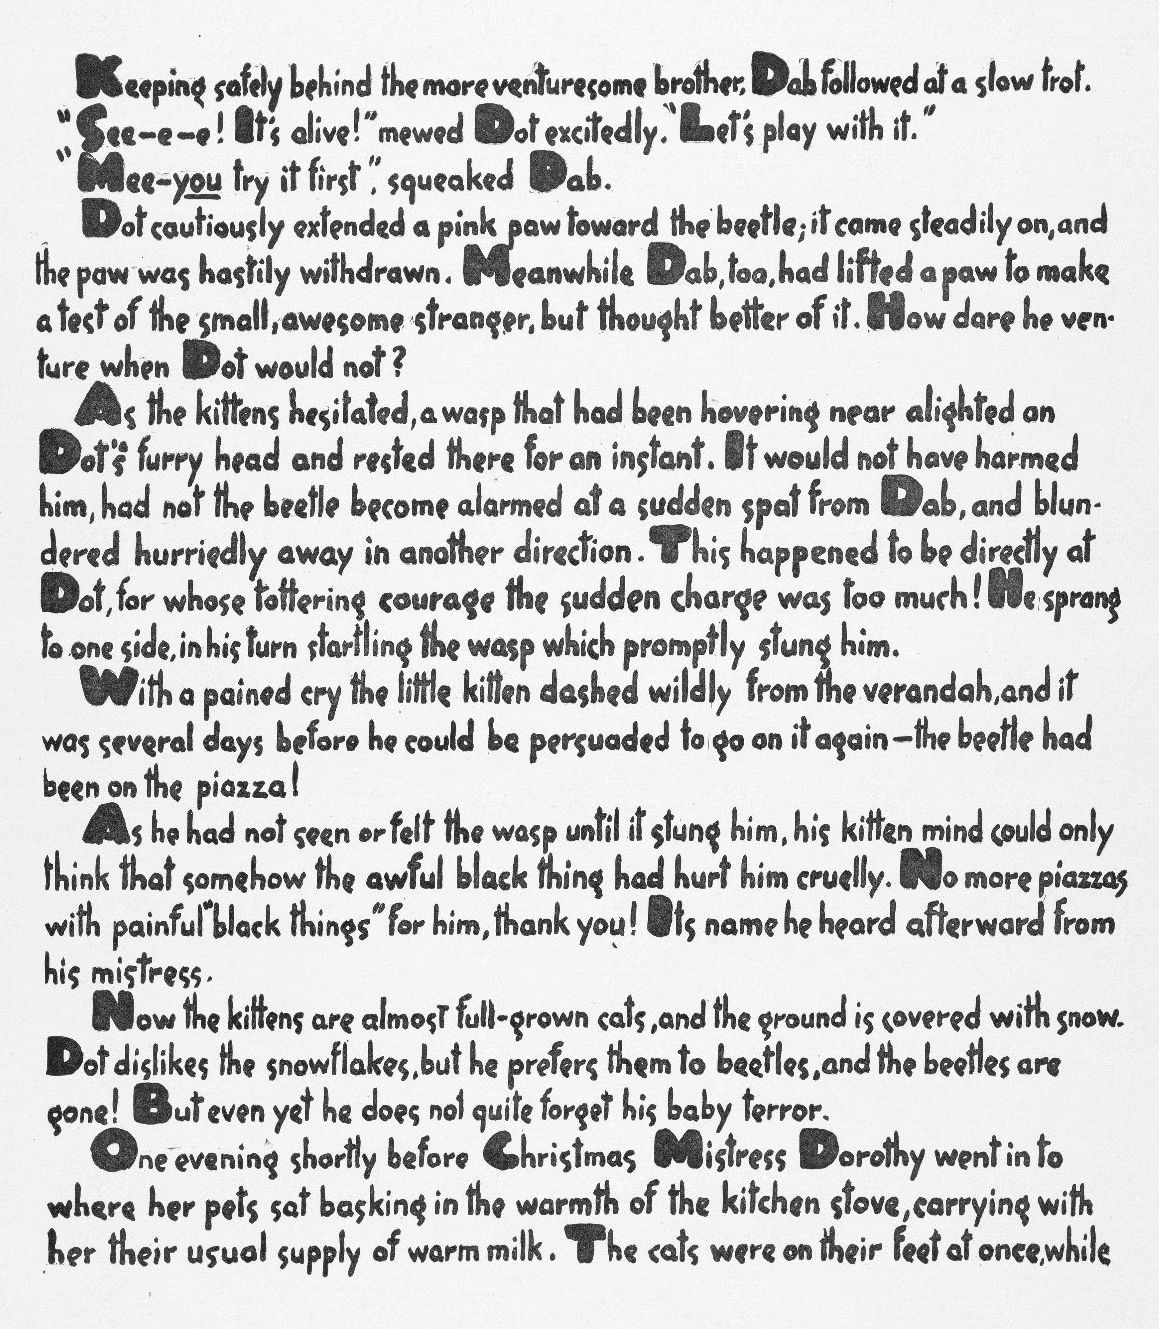 Keeping safely behind the more venturesome brother, Dab followed at a slow trot.
"See-e-e! It's alive!" mewed Dot excitedly. "Let's play with it."
"Mee-you try it first", squeaked Dab.
Dot cautiously extended a pink paw toward the beetle; it came steadily on, and
the paw was hastily withdrawn. Meanwhile Dab, too, had lifted a paw to make
a test of the small, awesome stranger, but thought better of it. How dare he ven-
ture when Dot would not?
As the kittens hesitated, a wasp that had been hovering near alighted on
Dot's furry head and rested there for an instant. It would not have harmed
him, had not the beetle become alarmed at a sudden spat from Dab, and blun-
dered hurriedly away in another direction. This happened to be directly at
Dot, for whose tottering courage the sudden charge was too much! He sprang
to one side, in his turn startling the wasp which promptly stung him.
With a pained cry the little kitten dashed wildly from the verandah, and it
was several days before he could be persuaded to go on it again - the beetle had
been on the piazza!
As he had not seen or felt the wasp until it stung him, his kitten mind could only
think that somehow the awful black thing had hurt him cruelly. No more piazzas
with painful "black things" for him, thank you! Its name he heard afterward from
his mistress.
Now the kittens are almost full-grown cats, and the ground is covered with snow.
Dot dislikes the snowflakes, but he prefers them to beetles, and the beetles are
gone! But even yet he does not quite forget his baby terror.
One evening shortly before Christmas Mistress Dorothy went in to
where her pets sat basking in the warmth of the kitchen stove, carrying with
her their usual supply of warm milk. The cats were on their feet at once, while